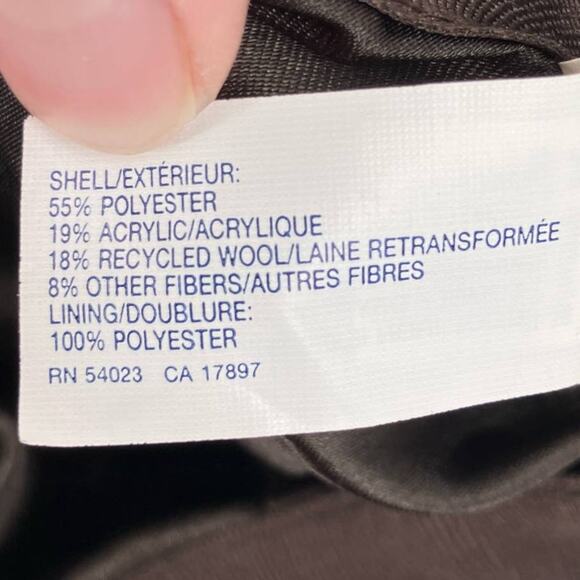 SHELL/EXTÉRIEUR:
55% POLYESTER
19% ACRYLIC/ACRYLIQUE
18% RECYCLED WOOL/LAINE RETRANSFORMÉE
8% OTHER FIBERS/AUTRES FIBRES
LINING/DOUBLURE:
100% POLYESTER
RN 54023 CA 17897